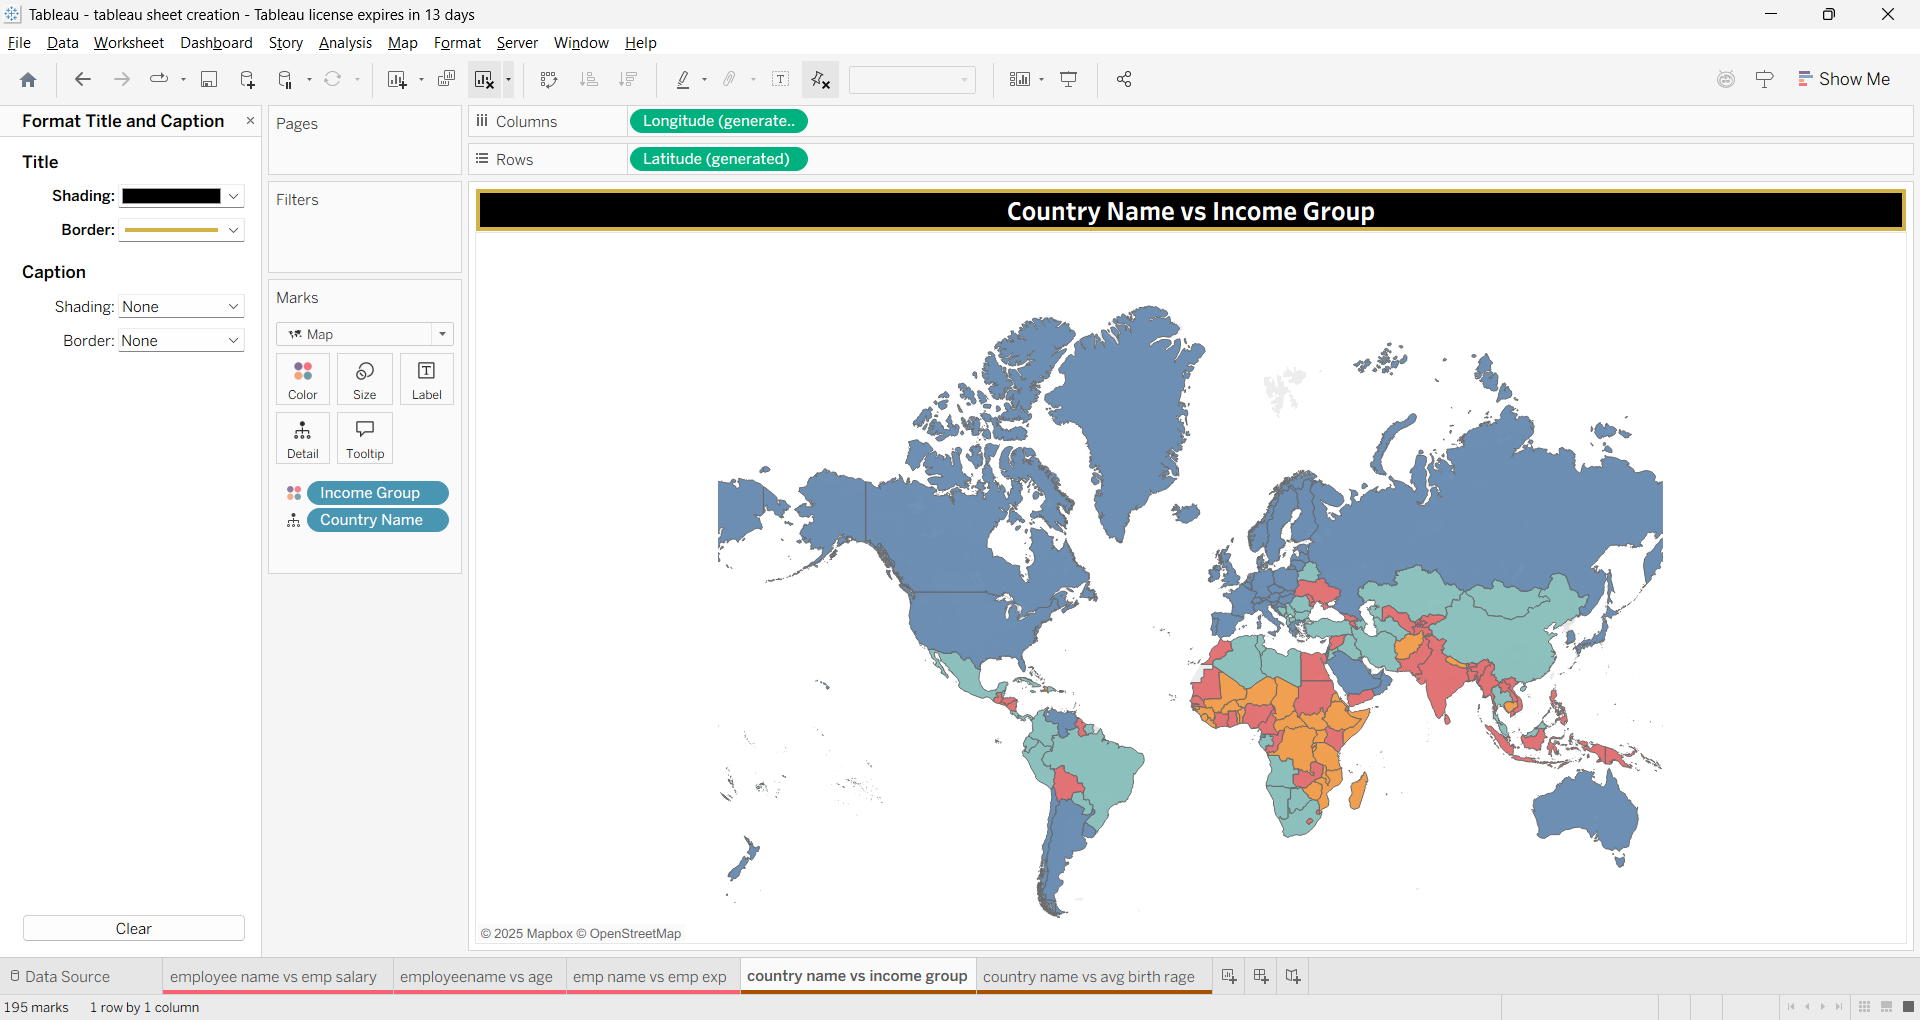 Tableau - tableau sheet creation - Tableau license expires in 13 days
File Data Worksheet Dashboard Story Analysis Map Format Server Window Help
Show Me
Format Title and Caption
Title
Shading:
Border:
Caption
Shading: None
Border: None
Clear
Pages
Filters
Marks
Map
Color Size Label
Detail Tooltip
Income Group
Country Name
Columns Longitude (generate..
Rows Latitude (generated)
Country Name vs Income Group
© 2025 Mapbox © OpenStreetMap
Data Source employee name vs emp salary employeename vs age emp name vs emp exp country name vs income group country name vs avg birth rage
195 marks 1 row by 1 column